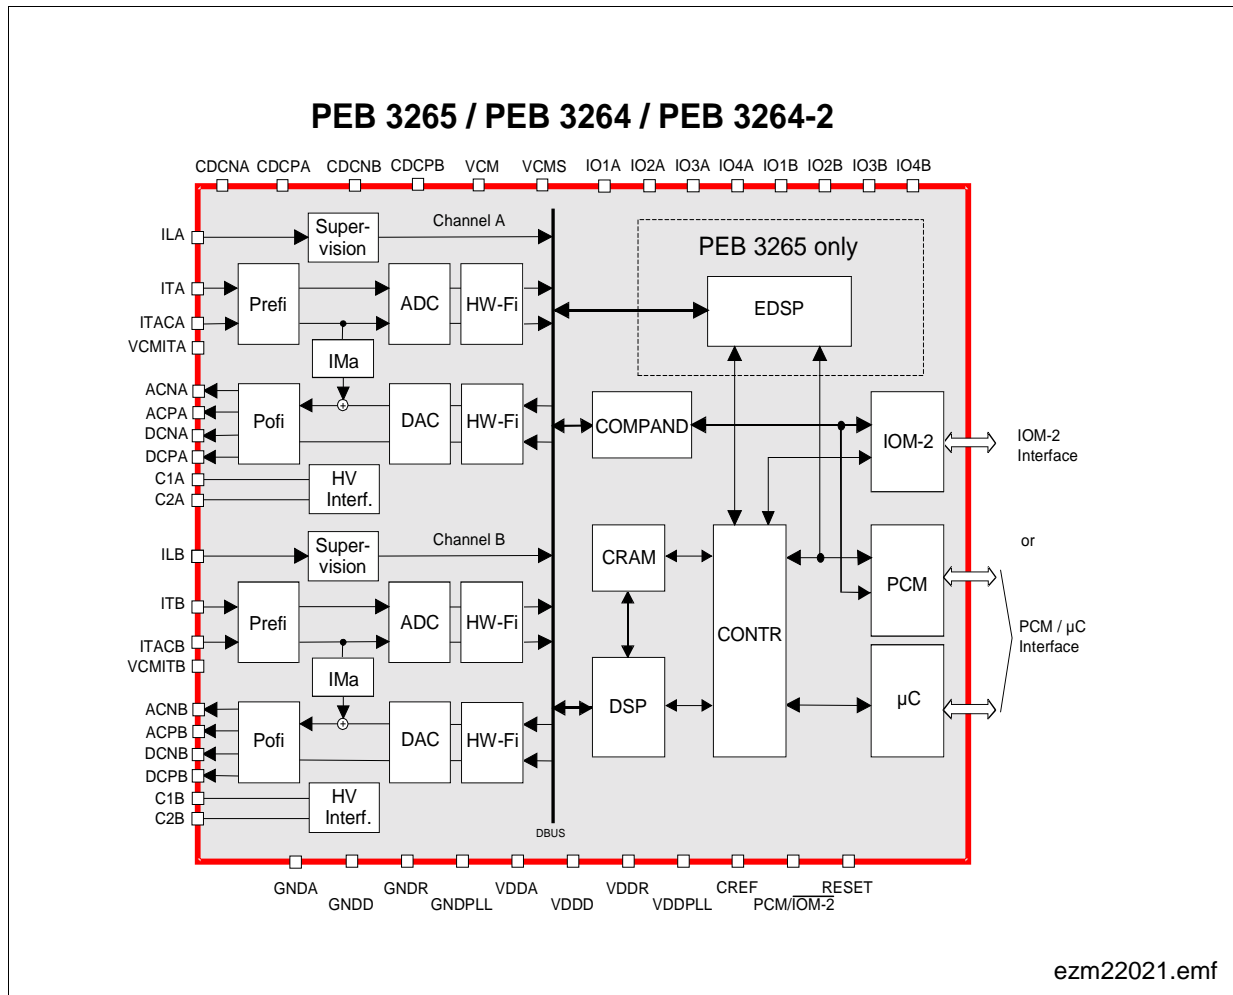 PEB 3265 / PEB 3264 / PEB 3264-2
CDCNA CDCPA CDCNB CDCPB VCM VCMS IO1A IO2A IO3A IO4A IO1B IO2B IO3B IO4B
ILA
Super-
vision
Channel A
PEB 3265 only
ITA
Prefi
ADC
HW-Fi
EDSP
ITACA
VCMITA
IMa
ACNA
ACPA
DCNA
DCPA
Pofi
+
DAC
HW-Fi
COMPAND
IOM-2
IOM-2
Interface
C1A
C2A
HV
Interf.
ILB
Super-
vision
Channel B
CRAM
CONTR
PCM
or
ITB
Prefi
ADC
HW-Fi
ITACB
VCMITB
IMa
PCM / µC
Interface
ACNB
ACPB
DCNB
DCPB
Pofi
+
DAC
HW-Fi
DSP
µC
C1B
C2B
HV
Interf.
DBUS
GNDA GNDR VDDA VDDR CREF RESET
GNDD GNDPLL VDDD VDDPLL PCM/IOM-2
ezm22021.emf